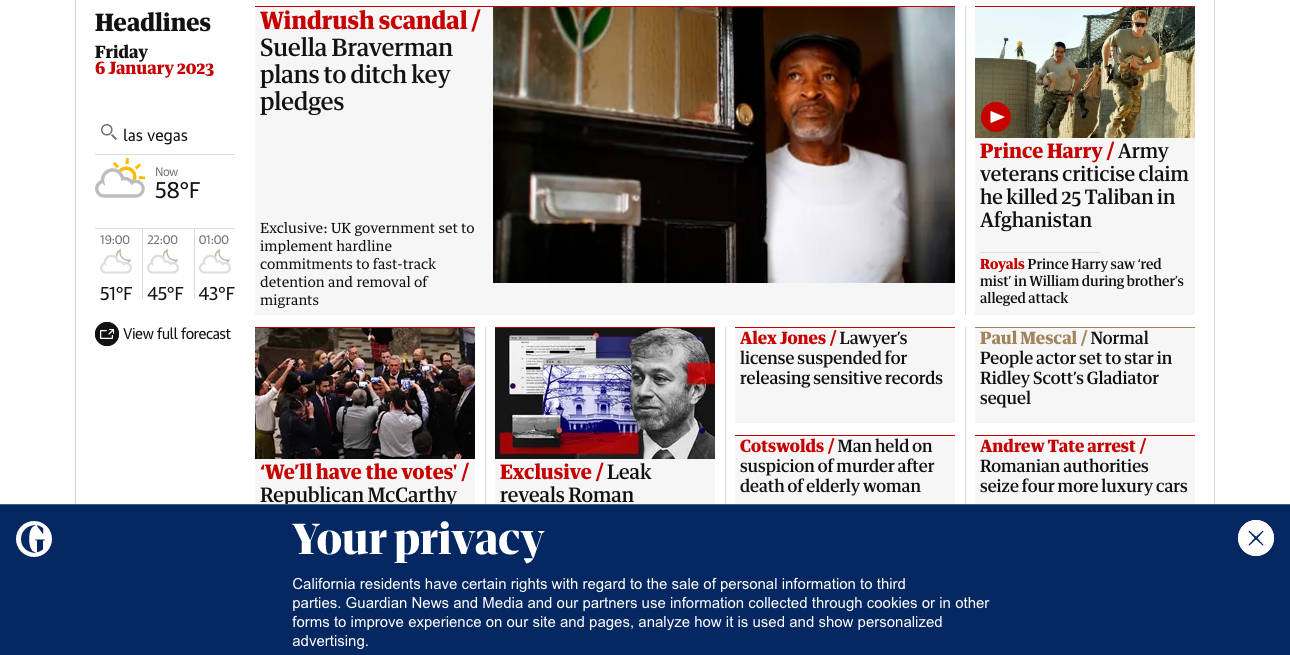 Headlines
Friday
6 January 2023
las vegas
Now
58°F
19:00
22:00
01:00
51°F
45°F
43°F
View full forecast
Windrush scandal /
Suella Braverman
plans to ditch key
pledges
Exclusive: UK government set to
implement hardline
commitments to fast-track
detention and removal of
migrants
Prince Harry / Army
veterans criticise claim
he killed 25 Taliban in
Afghanistan
Royals Prince Harry saw ‘red
mist’ in William during brother’s
alleged attack
‘We’ll have the votes' /
Republican McCarthy
Exclusive / Leak
reveals Roman
Alex Jones / Lawyer’s
license suspended for
releasing sensitive records
Cotswolds / Man held on
suspicion of murder after
death of elderly woman
Paul Mescal / Normal
People actor set to star in
Ridley Scott’s Gladiator
sequel
Andrew Tate arrest /
Romanian authorities
seize four more luxury cars
G
Your privacy
California residents have certain rights with regard to the sale of personal information to third
parties. Guardian News and Media and our partners use information collected through cookies or in other
forms to improve experience on our site and pages, analyze how it is used and show personalized
advertising.